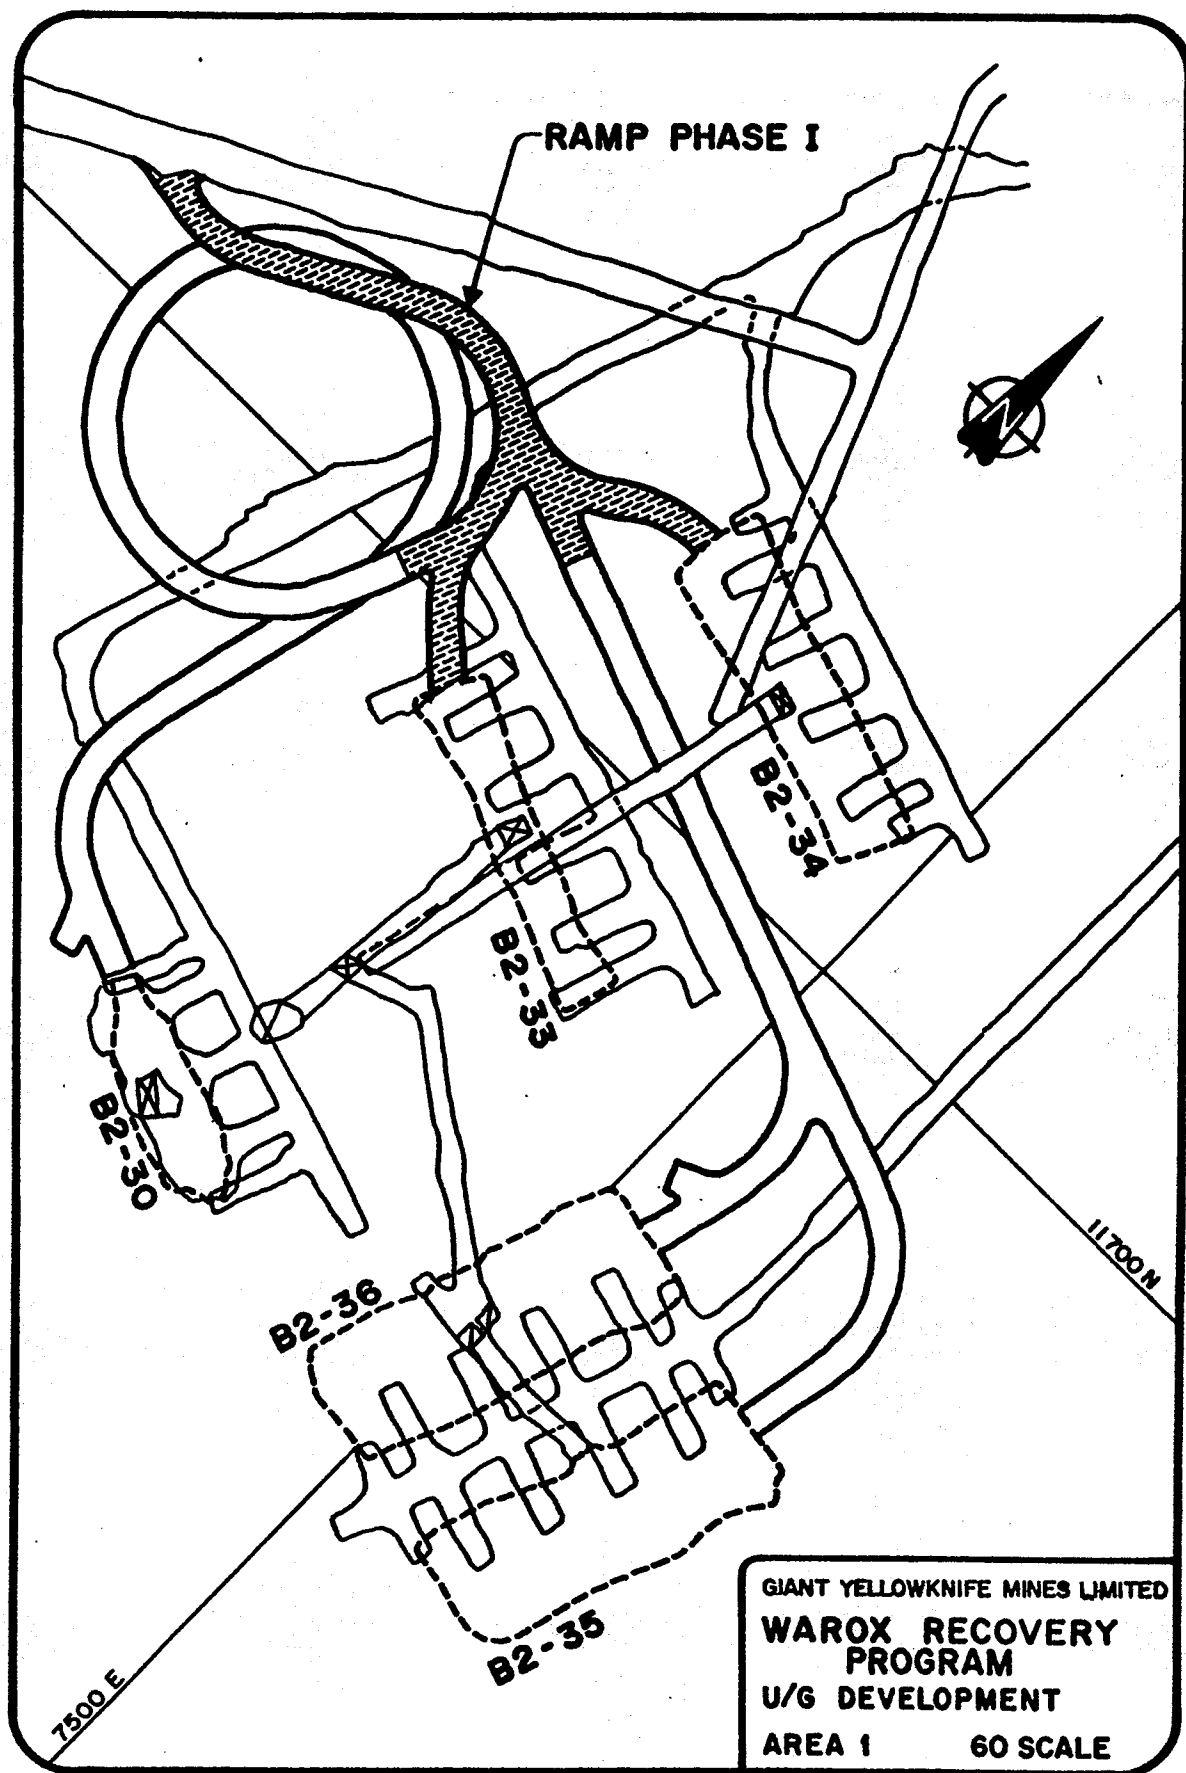 RAMP PHASE I
N
B2-34
B2-33
B2-30
11700 N
B2-36
B2-35
7500 E
GIANT YELLOWKNIFE MINES LIMITED
WAROX RECOVERY
PROGRAM
U/G DEVELOPMENT
AREA 1 60 SCALE